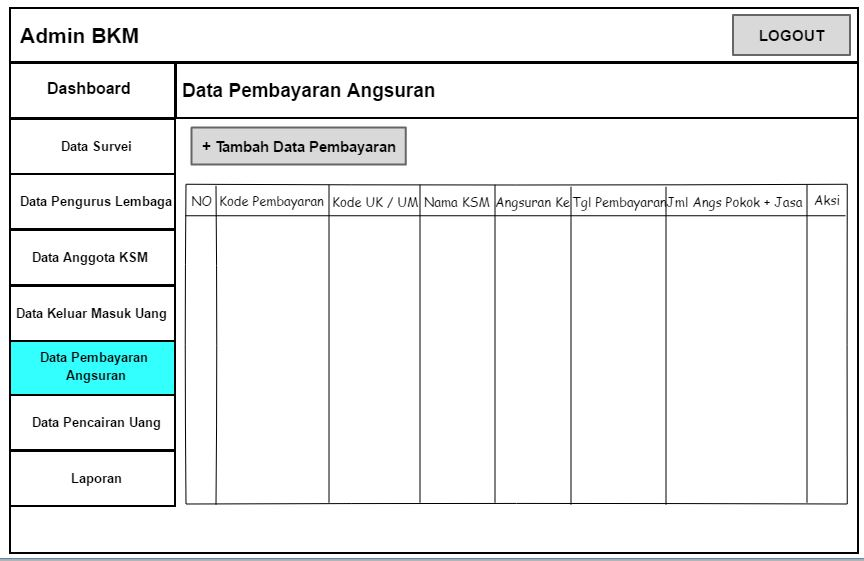 Admin BKM
LOGOUT
Dashboard
Data Pembayaran Angsuran
Data Survei
+ Tambah Data Pembayaran
Data Pengurus Lembaga
NO Kode Pembayaran Kode UK / UM Nama KSM Angsuran Ke Tgl Pembayaran Jml Angs Pokok + Jasa Aksi
Data Anggota KSM
Data Keluar Masuk Uang
Data Pembayaran
Angsuran
Data Pencairan Uang
Laporan